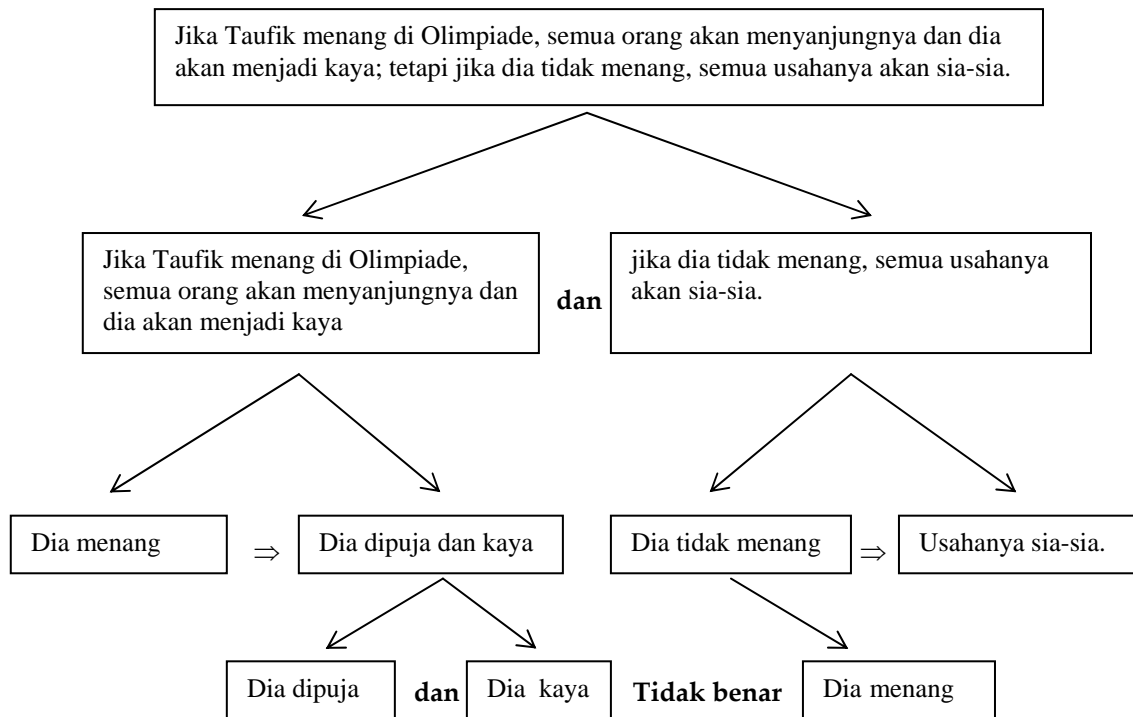 Jika Taufik menang di Olimpiade, semua orang akan menyanjungnya dan dia
akan menjadi kaya; tetapi jika dia tidak menang, semua usahanya akan sia-sia.
Jika Taufik menang di Olimpiade,
semua orang akan menyanjungnya dan
dia akan menjadi kaya
dan
jika dia tidak menang, semua usahanya
akan sia-sia.
Dia menang
⇒
Dia dipuja dan kaya
Dia tidak menang
⇒
Usahanya sia-sia.
Dia dipuja
dan
Dia kaya
Tidak benar
Dia menang